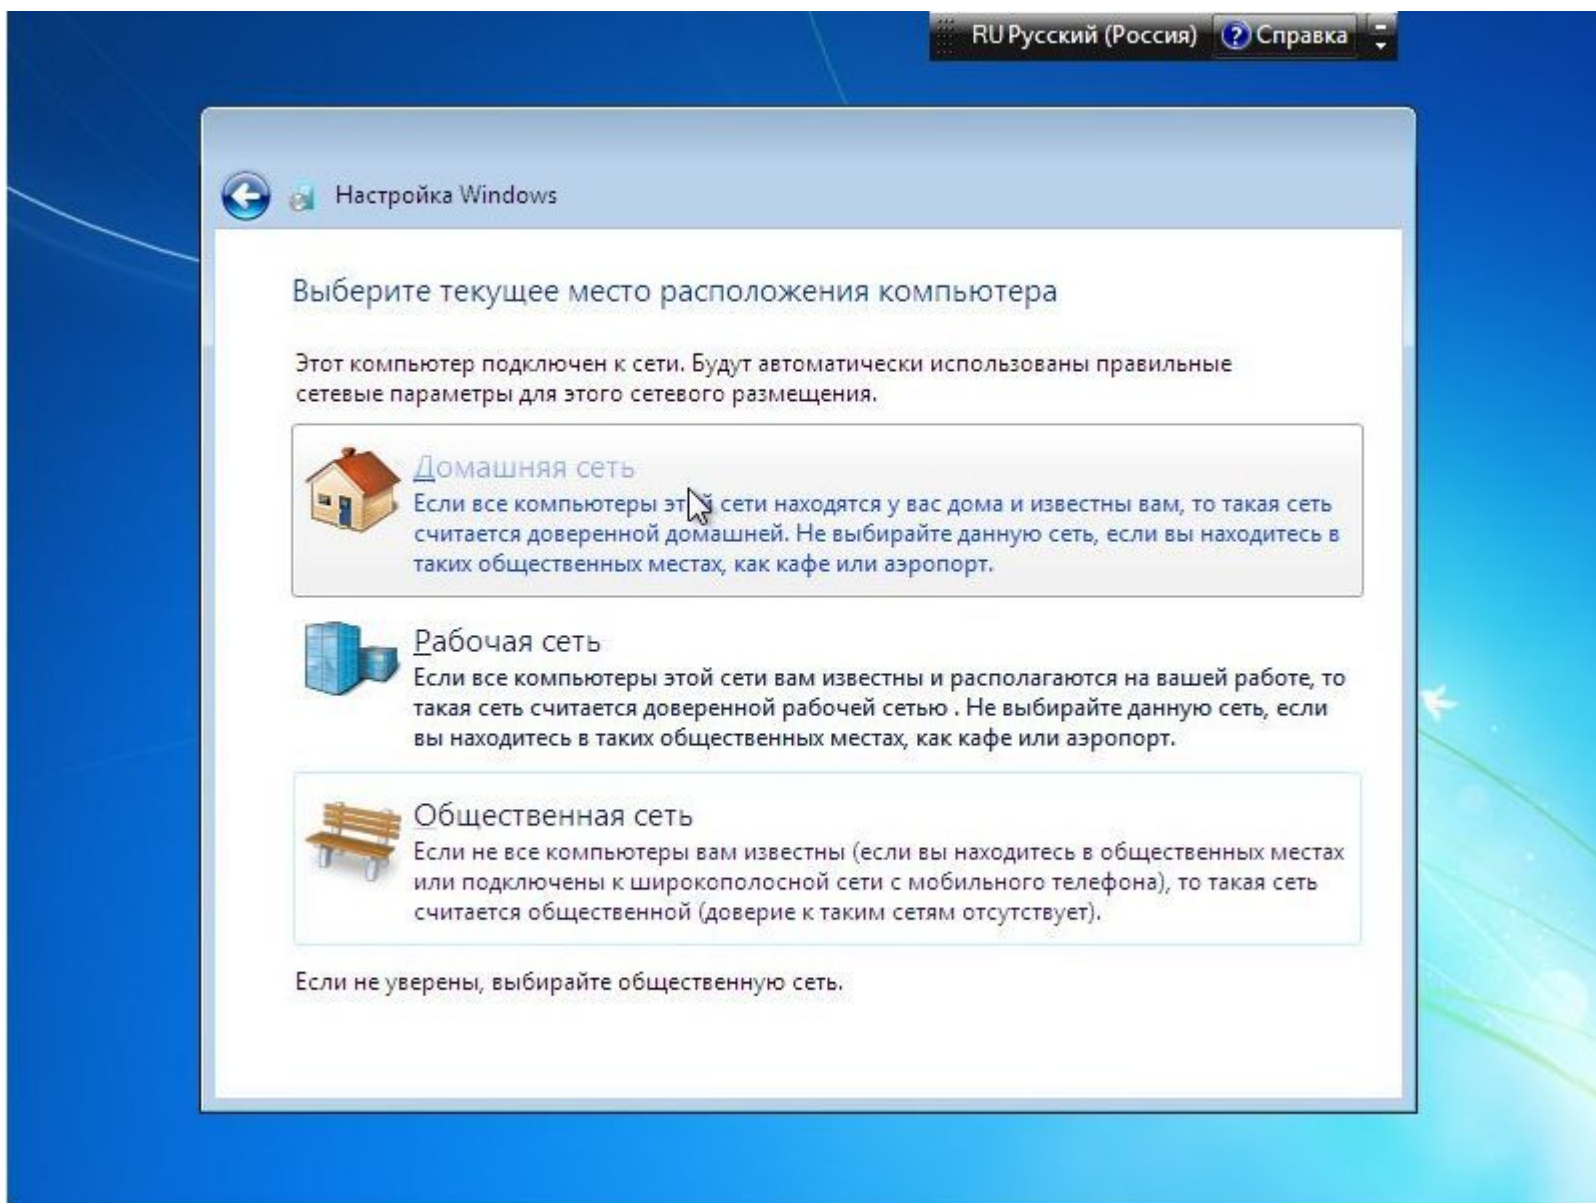 RU Русский (Россия) Справка
Настройка Windows
Выберите текущее место расположения компьютера
Этот компьютер подключен к сети. Будут автоматически использованы правильные
сетевые параметры для этого сетевого размещения.
Домашняя сеть
Если все компьютеры этой сети находятся у вас дома и известны вам, то такая сеть
считается доверенной домашней. Не выбирайте данную сеть, если вы находитесь в
таких общественных местах, как кафе или аэропорт.
Рабочая сеть
Если все компьютеры этой сети вам известны и располагаются на вашей работе, то
такая сеть считается доверенной рабочей сетью . Не выбирайте данную сеть, если
вы находитесь в таких общественных местах, как кафе или аэропорт.
Общественная сеть
Если не все компьютеры вам известны (если вы находитесь в общественных местах
или подключены к широкополосной сети с мобильного телефона), то такая сеть
считается общественной (доверие к таким сетям отсутствует).
Если не уверены, выбирайте общественную сеть.